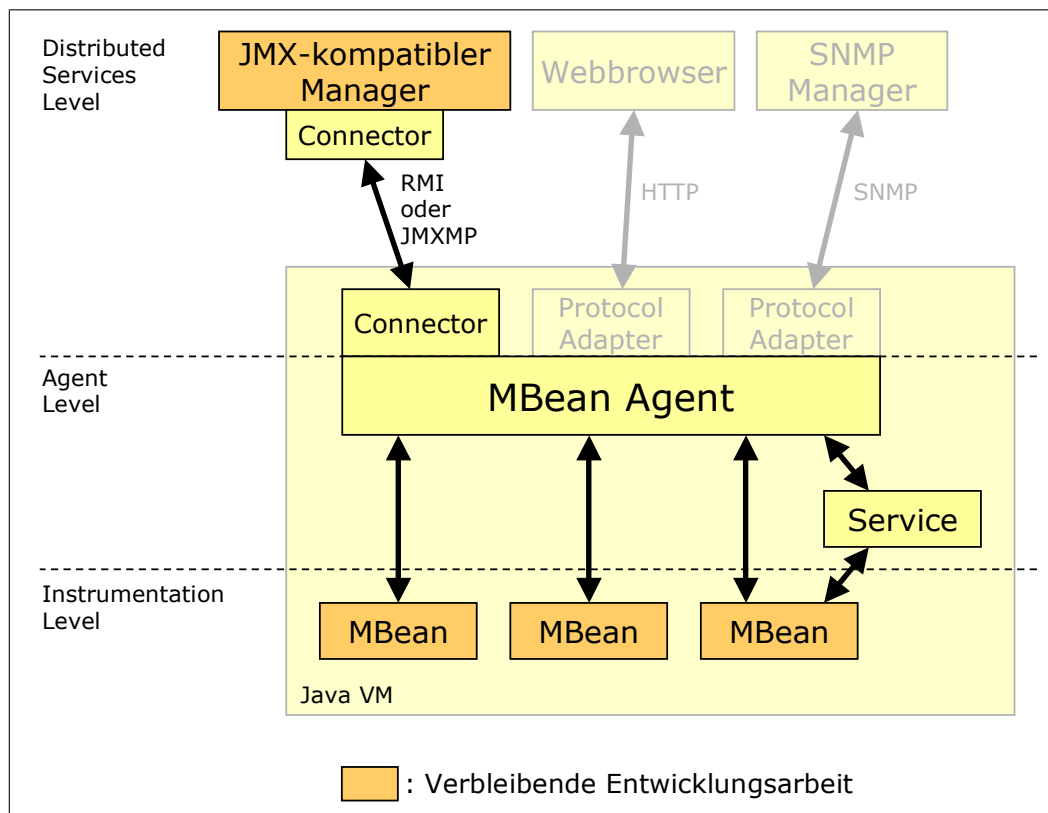 Distributed
Services
Level
JMX-kompatibler
Manager
Webbrowser
SNMP
Manager
Connector
RMI
oder
JMXMP
HTTP
SNMP
Connector
Protocol
Adapter
Protocol
Adapter
Agent
Level
MBean Agent
Service
Instrumentation
Level
MBean
MBean
MBean
Java VM
: Verbleibende Entwicklungsarbeit